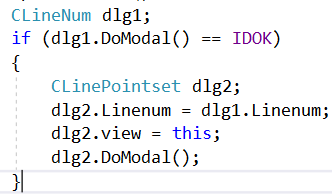 CLineNum dlg1;
if (dlg1.DoModal() == IDOK)
{
CLinePointset dlg2;
dlg2.Linenum = dlg1.Linenum;
dlg2.view = this;
dlg2.DoModal();
}